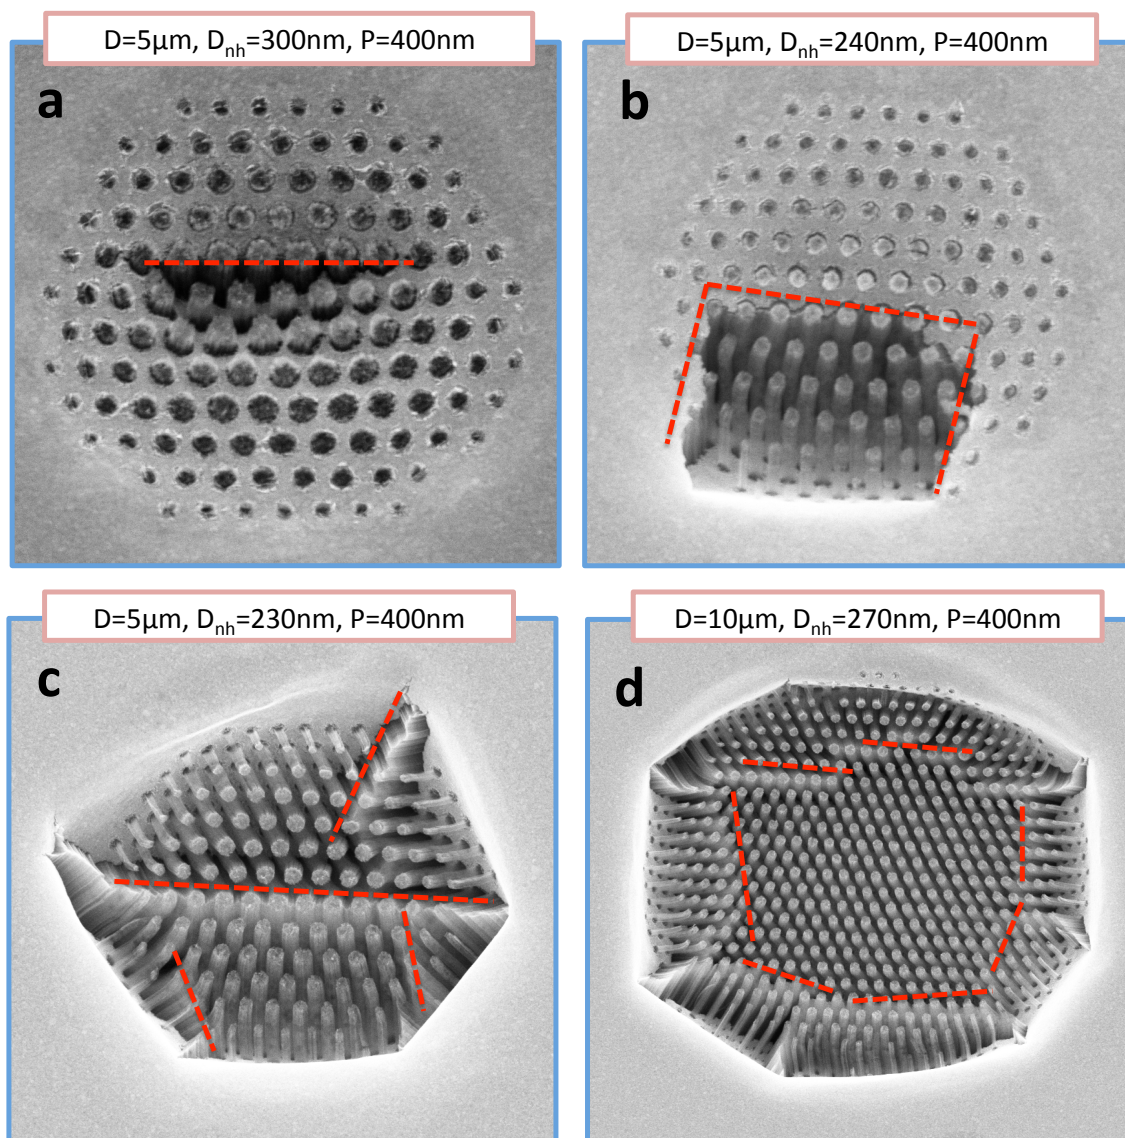 D=5µm, Dnh=300nm, P=400nm
D=5µm, Dnh=240nm, P=400nm
a
b
D=5µm, Dnh=230nm, P=400nm
D=10µm, Dnh=270nm, P=400nm
c
d